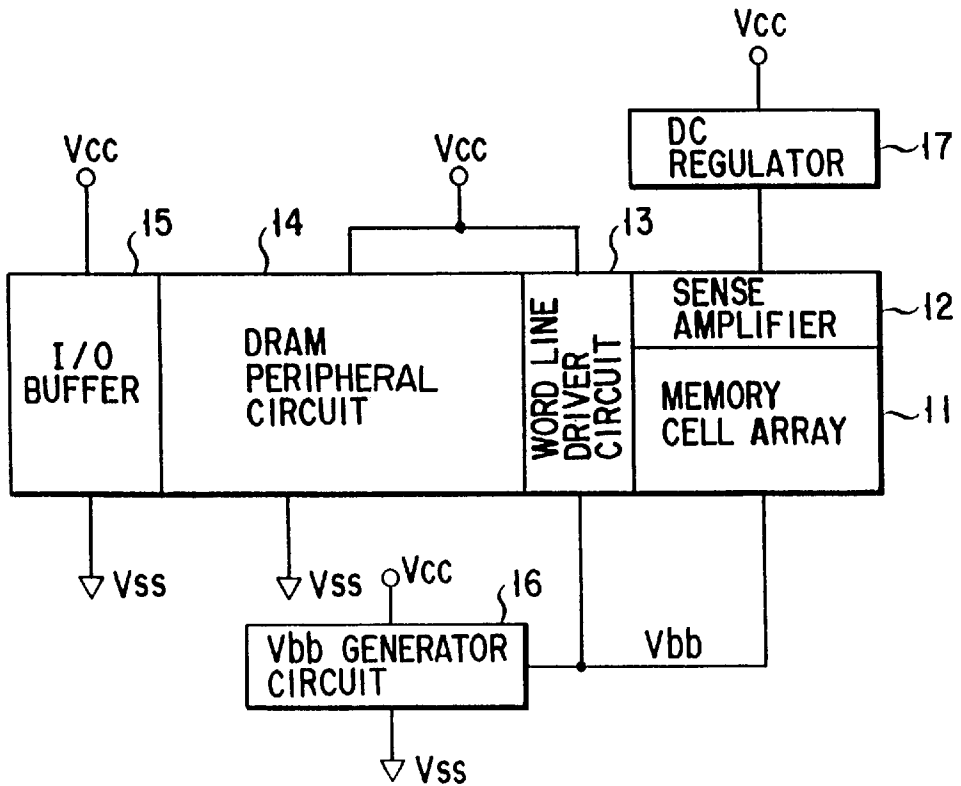 Vcc
DC
REGULATOR
17
Vcc
Vcc
15
14
13
I/O
BUFFER
DRAM
PERIPHERAL
CIRCUIT
WORD LINE
DRIVER
CIRCUIT
SENSE
AMPLIFIER
12
MEMORY
CELL ARRAY
11
Vss
Vss
Vcc
16
Vbb GENERATOR
CIRCUIT
Vbb
Vss